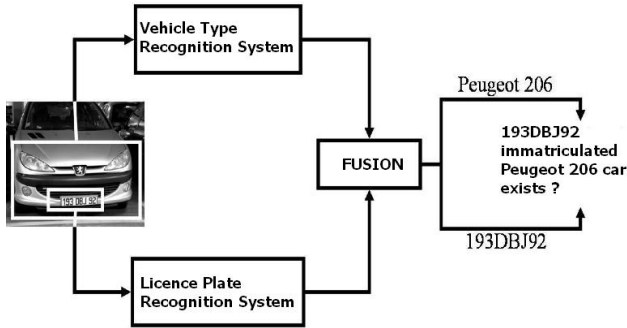 Vehicle Type
Recognition System
193 DBJ 92
FUSION
Licence Plate
Recognition System
Peugeot 206
193DBJ92
immatriculated
Peugeot 206 car
exists ?
193DBJ92